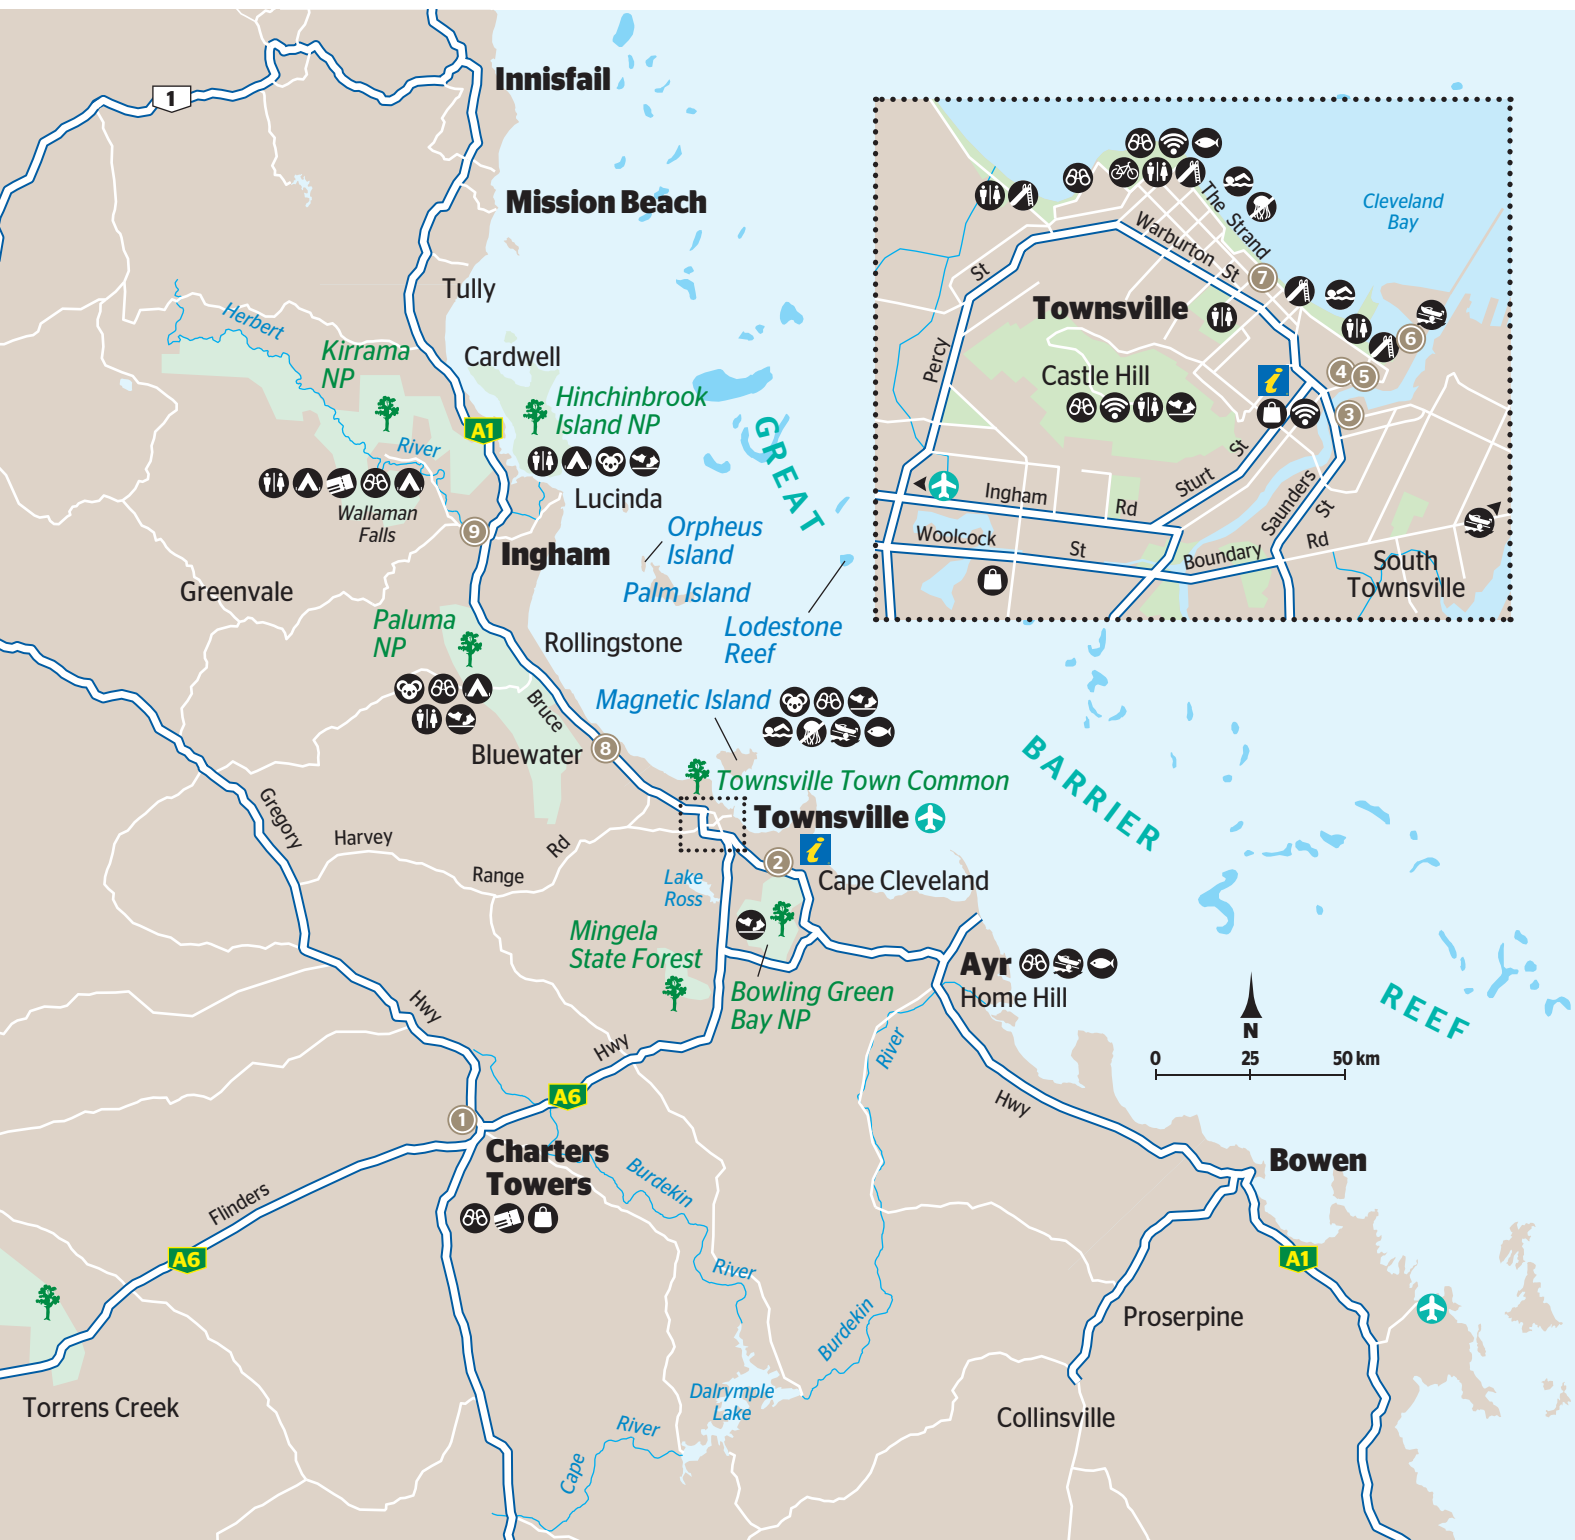 Innisfail
1
Mission Beach
Tully
Herbert
Kirrama
NP
Cardwell
Hinchinbrook
Island NP
A1
River
Wallaman
Falls
Lucinda
9
Ingham
Orpheus
Island
Palm Island
Lodestone
Reef
Greenvale
Paluma
NP
Rollingstone
Bruce
Magnetic Island
Bluewater
8
Townsville Town Common
Townsville
i
2
Cape Cleveland
Gregory
Harvey
Range
Rd
Lake
Ross
Mingela
State Forest
Bowling Green
Bay NP
Ayr
Home Hill
Hwy
Hwy
River
Hwy
A6
1
Charters
Towers
Burdekin
River
Flinders
A6
Bowen
A1
Proserpine
Burdekin
Torrens Creek
Dalrymple
Lake
Collinsville
River
Cape
GREAT
BARRIER
REEF
N
0 25 50 km
Cleveland
Bay
The Strand
Warburton St
7
St
Percy
Townsville
6
4
5
3
Castle Hill
i
St
Sturt
Ingham
Rd
Saunders
St
Woolcock
St
Boundary
Rd
South
Townsville